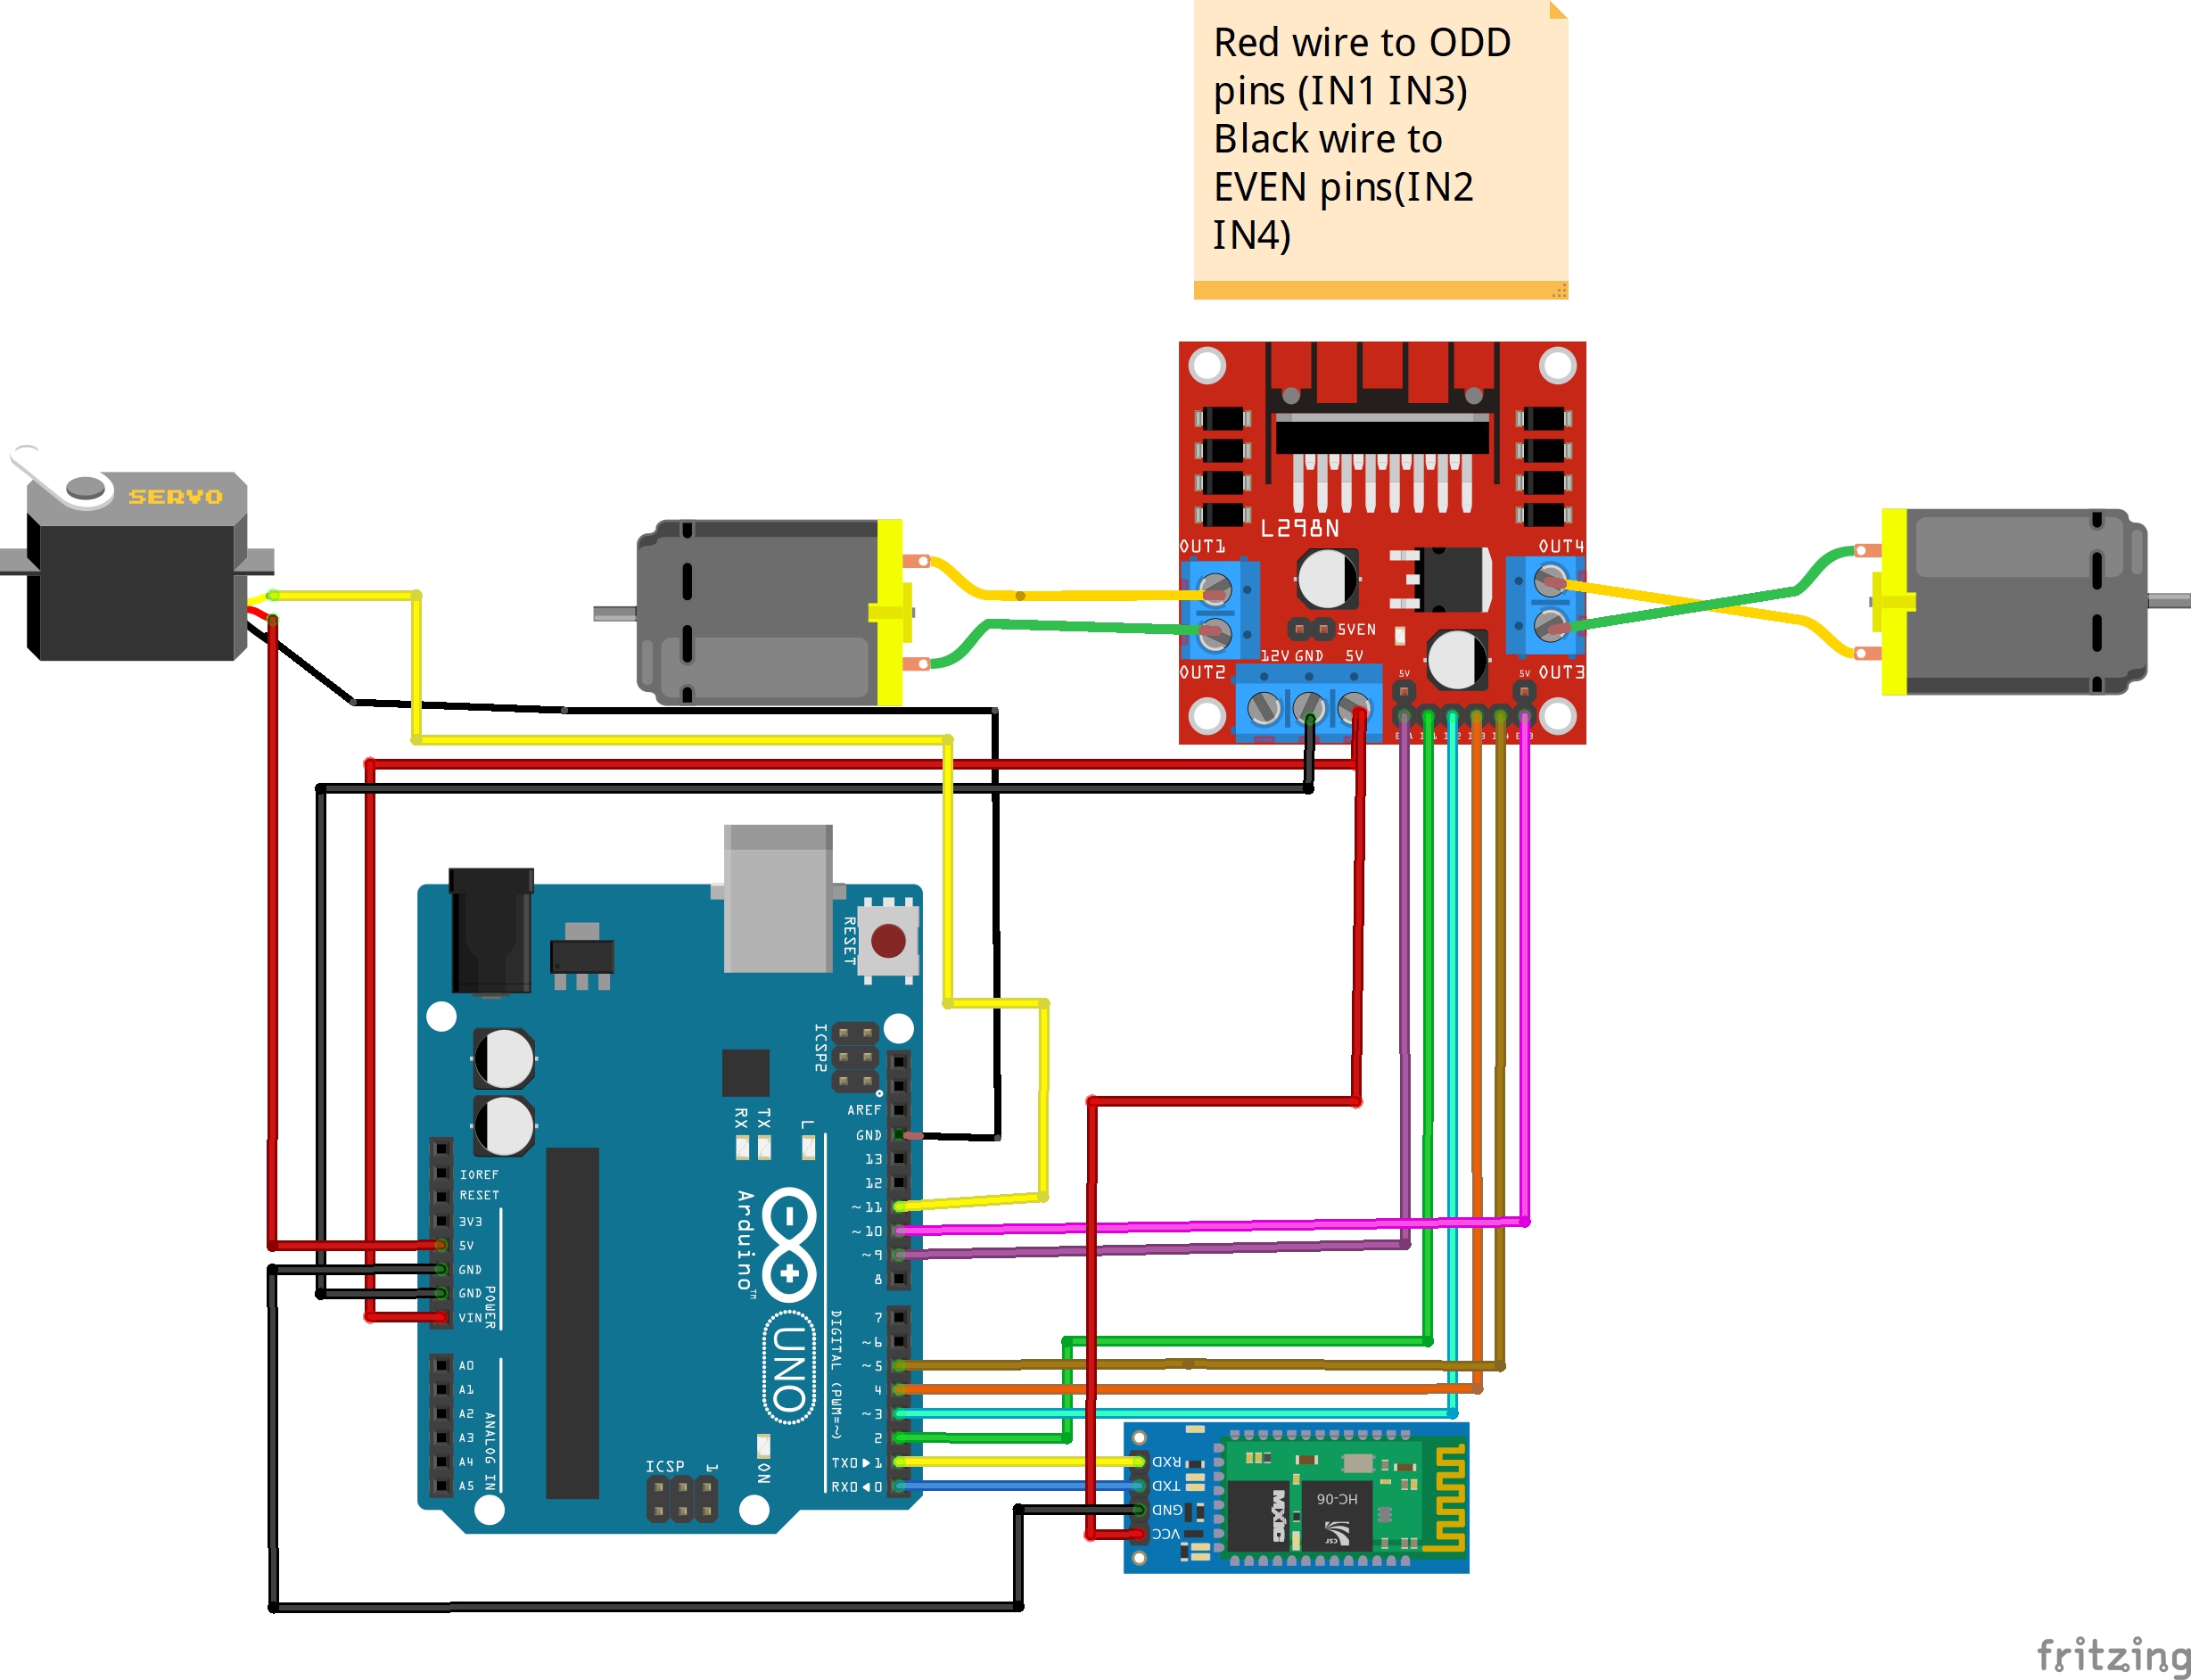 Red wire to ODD
pins (IN1 IN3)
Black wire to
EVEN pins(IN2
IN4)
SERVO
L298N
OUT1
OUT4
5VEN
12V GND 5V
OUT2
5V
5V
OUT3
RESET
ICSP2
AREF
GND
13
12
~11
~10
~9
8
7
~6
~5
4
~3
2
TX0▶1
RX0◀0
RX
TX
L
IOREF
RESET
3V3
5V
GND
GND
VIN
POWER
A0
A1
A2
A3
A4
A5
ANALOG IN
Arduino™
UNO
DIGITAL (PWM=~)
ON
ICSP
1
RXD
TXD
GND
VCC
MXIC
HC-06
csr
fritzing